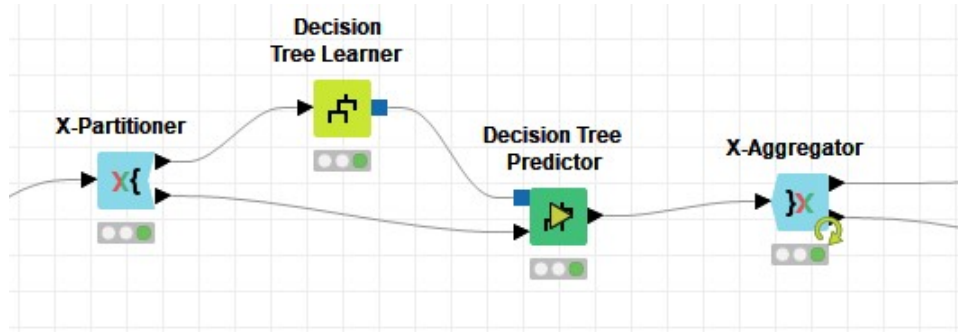 Decision
Tree Learner
X-Partitioner
Decision Tree
Predictor
X-Aggregator